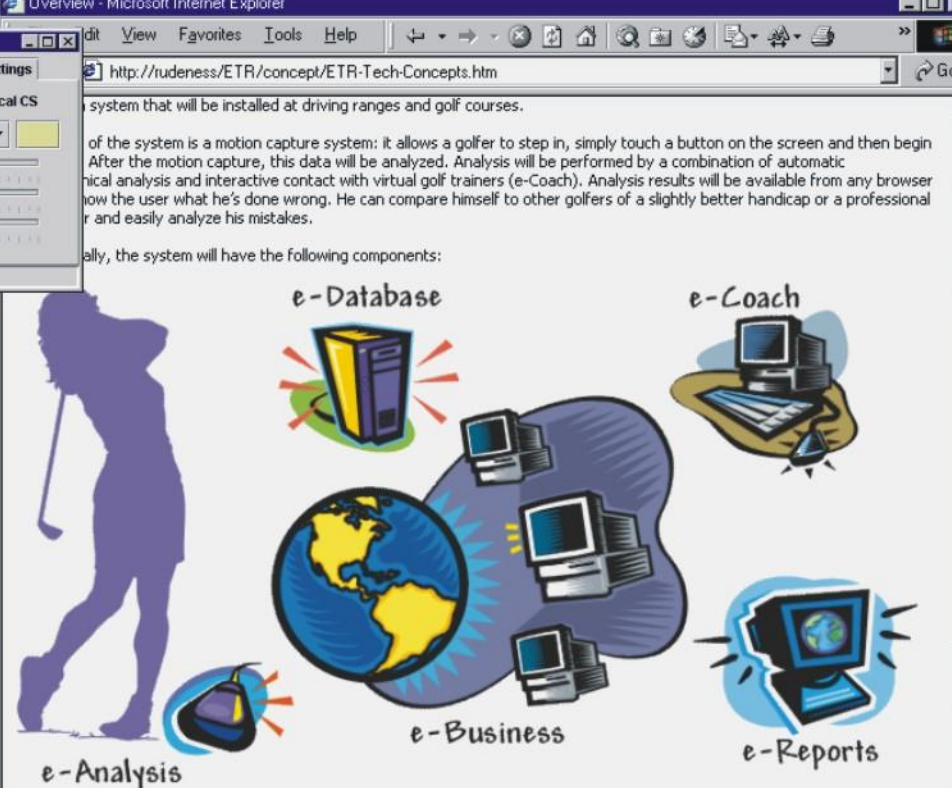 Overview - Microsoft Internet Explorer
dit View Favorites Tools Help »
ttings
http://rudeness/ETR/concept/ETR-Tech-Concepts.htm Go
cal CS
system that will be installed at driving ranges and golf courses.
of the system is a motion capture system: it allows a golfer to step in, simply touch a button on the screen and then begin
After the motion capture, this data will be analyzed. Analysis will be performed by a combination of automatic
nical analysis and interactive contact with virtual golf trainers (e-Coach). Analysis results will be available from any browser
now the user what he's done wrong. He can compare himself to other golfers of a slightly better handicap or a professional
r and easily analyze his mistakes.
ally, the system will have the following components:
e-Database
e-Coach
e-Business
e-Reports
e-Analysis